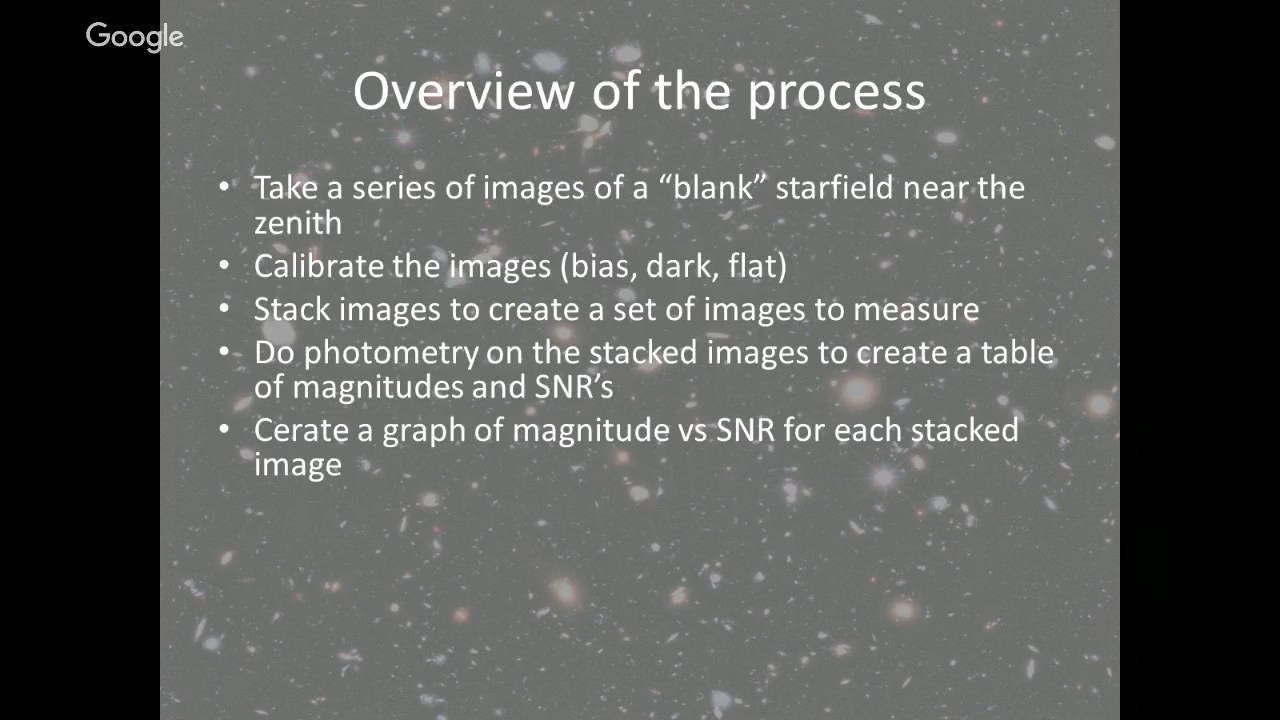 Google
Overview of the process
• Take a series of images of a “blank” starfield near the
zenith
• Calibrate the images (bias, dark, flat)
• Stack images to create a set of images to measure
• Do photometry on the stacked images to create a table
of magnitudes and SNR’s
• Cerate a graph of magnitude vs SNR for each stacked
image